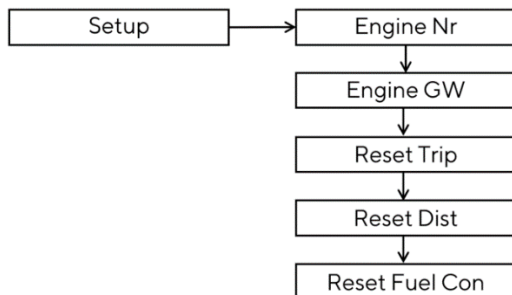 Setup
Engine Nr
Engine GW
Reset Trip
Reset Dist
Reset Fuel Con